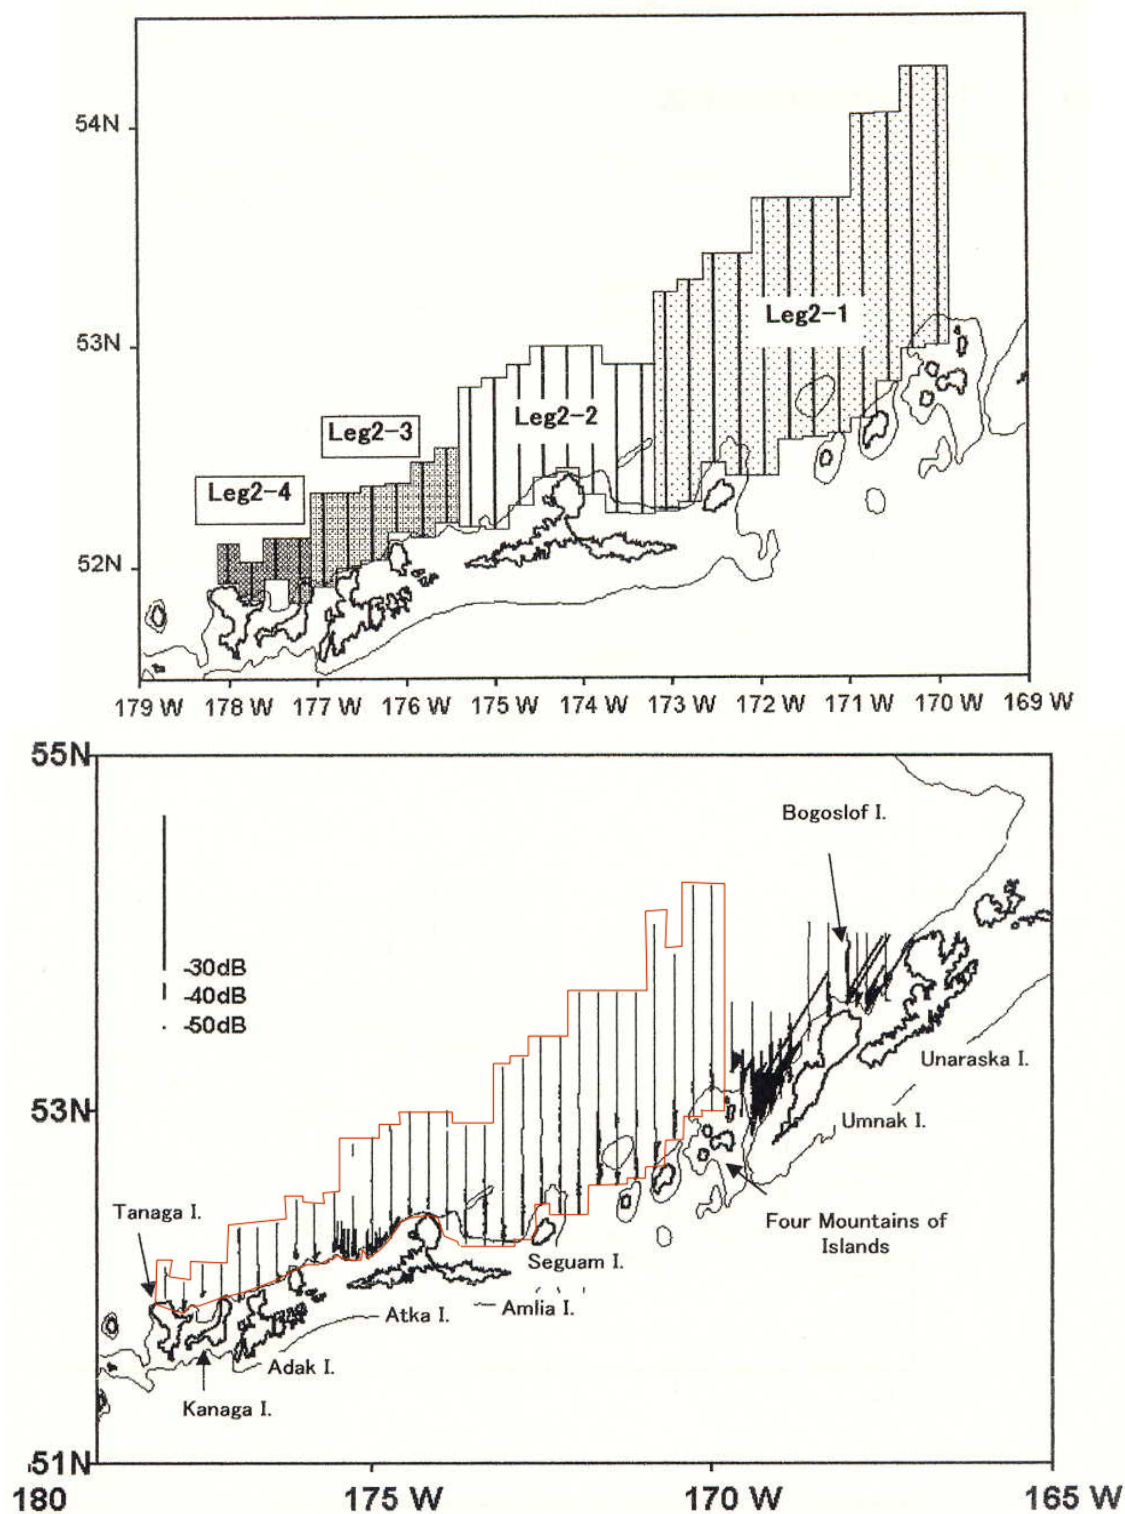 54N
53N
52N
Leg2-1
Leg2-2
Leg2-3
Leg2-4
179 W 178 W 177 W 176 W 175 W 174 W 173 W 172 W 171 W 170 W 169 W
55N
Bogoslof I.
-30dB
-40dB
-50dB
53N
Unaraska I.
Umnak I.
Tanaga I.
Four Mountains of
Islands
Seguam I.
Amlia I.
Atka I.
Adak I.
Kanaga I.
51N
180 175 W 170 W 165 W